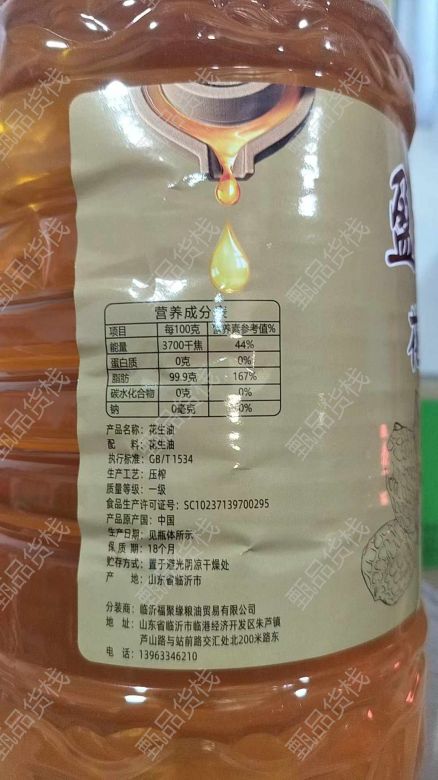 营养成分表
项目 每100克 营养素参考值%
能量 3700千焦 44%
蛋白质 0克 0%
脂肪 99.9克 167%
碳水化合物 0克 0%
钠 0毫克 0%
产品名称：花生油
配 料：花生油
执行标准：GB/T 1534
生产工艺：压榨
质量等级：一级
食品生产许可证号：SC10237139700295
产品原产国：中国
生产日期：见瓶体所示
保 质 期：18个月
贮存方式：置于避光阴凉干燥处
产 地：山东省临沂市
分装商：临沂福聚缘粮油贸易有限公司
地 址：山东省临沂市临港经济开发区朱芦镇
芦山路与站前路交汇处北200米路东
电 话：13963346210
甄品货栈